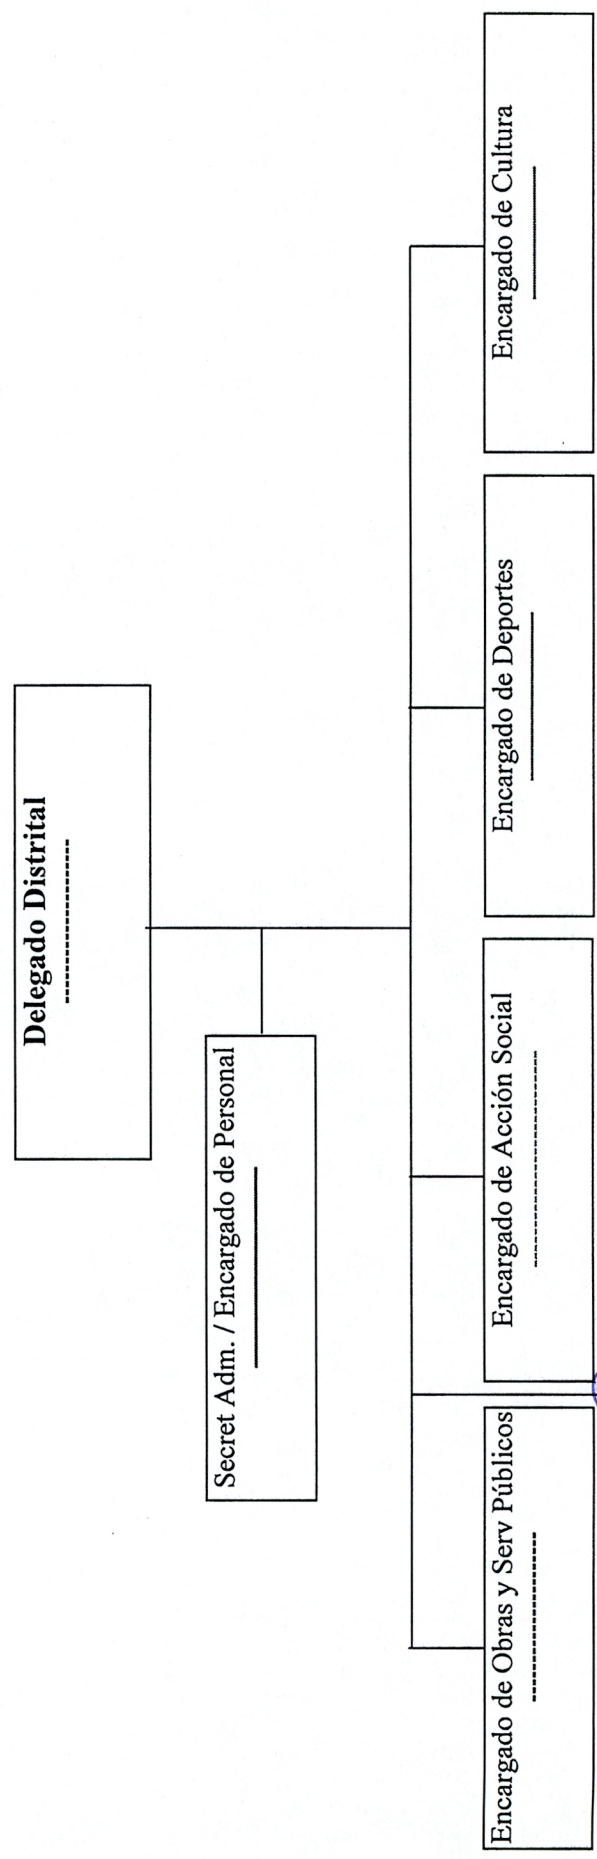 Delegado Distrital
Secret Adm. / Encargado de Personal
Encargado de Obras y Serv Públicos
Encargado de Acción Social
Encargado de Deportes
Encargado de Cultura